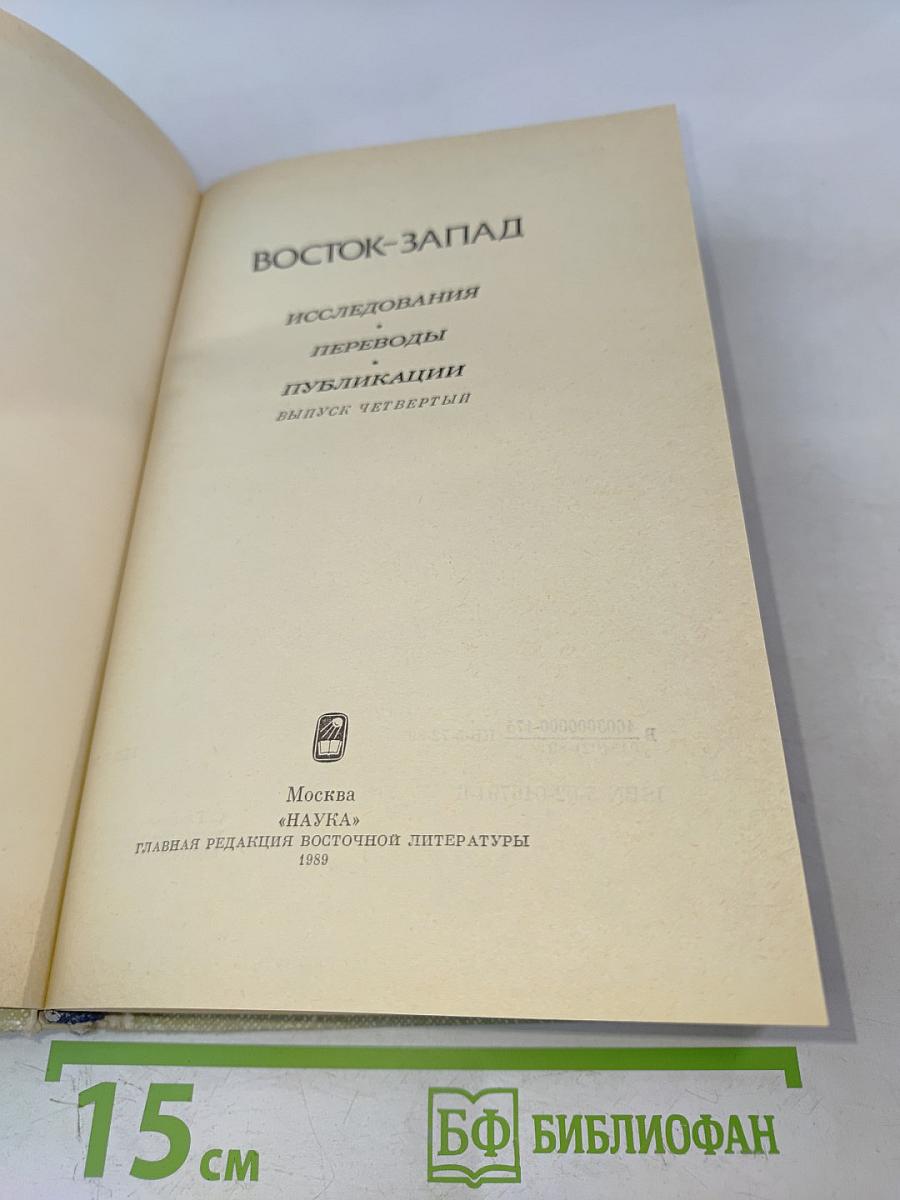 ВОСТОК–ЗАПАД
ИССЛЕДОВАНИЯ
•
ПЕРЕВОДЫ
•
ПУБЛИКАЦИИ
ВЫПУСК ЧЕТВЕРТЫЙ
Москва
«НАУКА»
ГЛАВНАЯ РЕДАКЦИЯ ВОСТОЧНОЙ ЛИТЕРАТУРЫ
1989
15 см
БФ БИБЛИОФАН